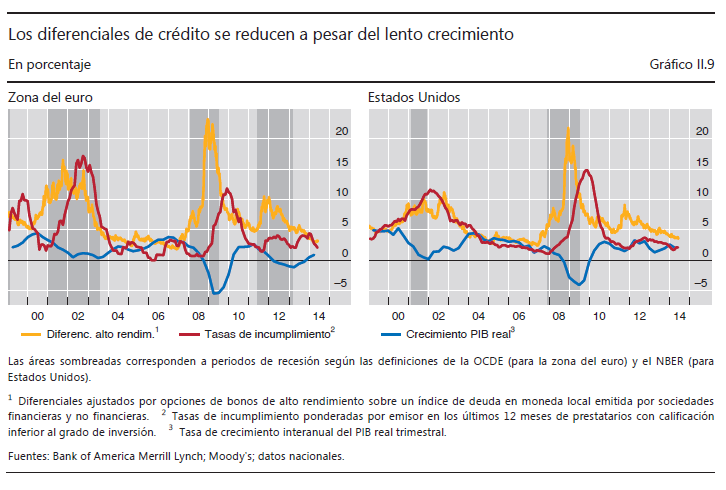 Los diferenciales de crédito se reducen a pesar del lento crecimiento
En porcentaje Gráfico II.9
Zona del euro Estados Unidos
20 20
15 15
10 10
5 5
0 0
–5 –5
00 02 04 06 08 10 12 14 00 02 04 06 08 10 12 14
Diferenc. alto rendim.1 Tasas de incumplimiento2 Crecimiento PIB real3
Las áreas sombreadas corresponden a periodos de recesión según las definiciones de la OCDE (para la zona del euro) y el NBER (para
Estados Unidos).
1 Diferenciales ajustados por opciones de bonos de alto rendimiento sobre un índice de deuda en moneda local emitida por sociedades
financieras y no financieras. 2 Tasas de incumplimiento ponderadas por emisor en los últimos 12 meses de prestatarios con calificación
inferior al grado de inversión. 3 Tasa de crecimiento interanual del PIB real trimestral.
Fuentes: Bank of America Merrill Lynch; Moody's; datos nacionales.